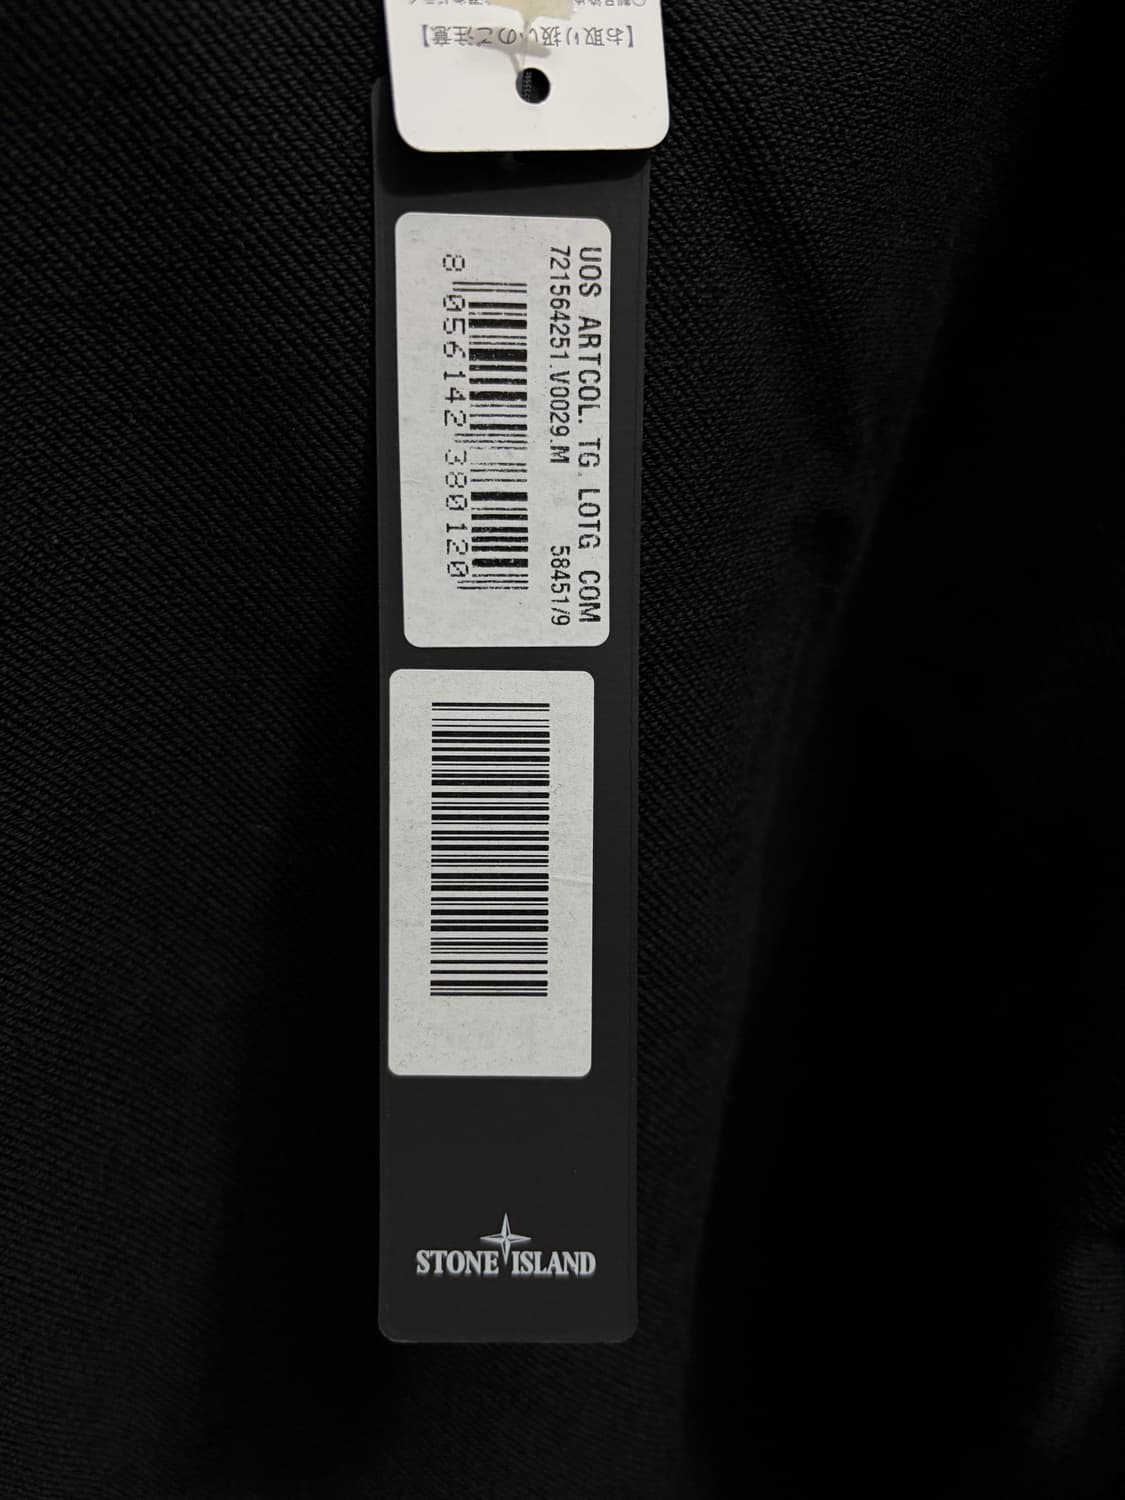 【お取り扱いのご注意】
UOS ARTCOL. TG LOTG COM
721564251.V0029.M 58451/9
8 056142 380120
STONE ISLAND